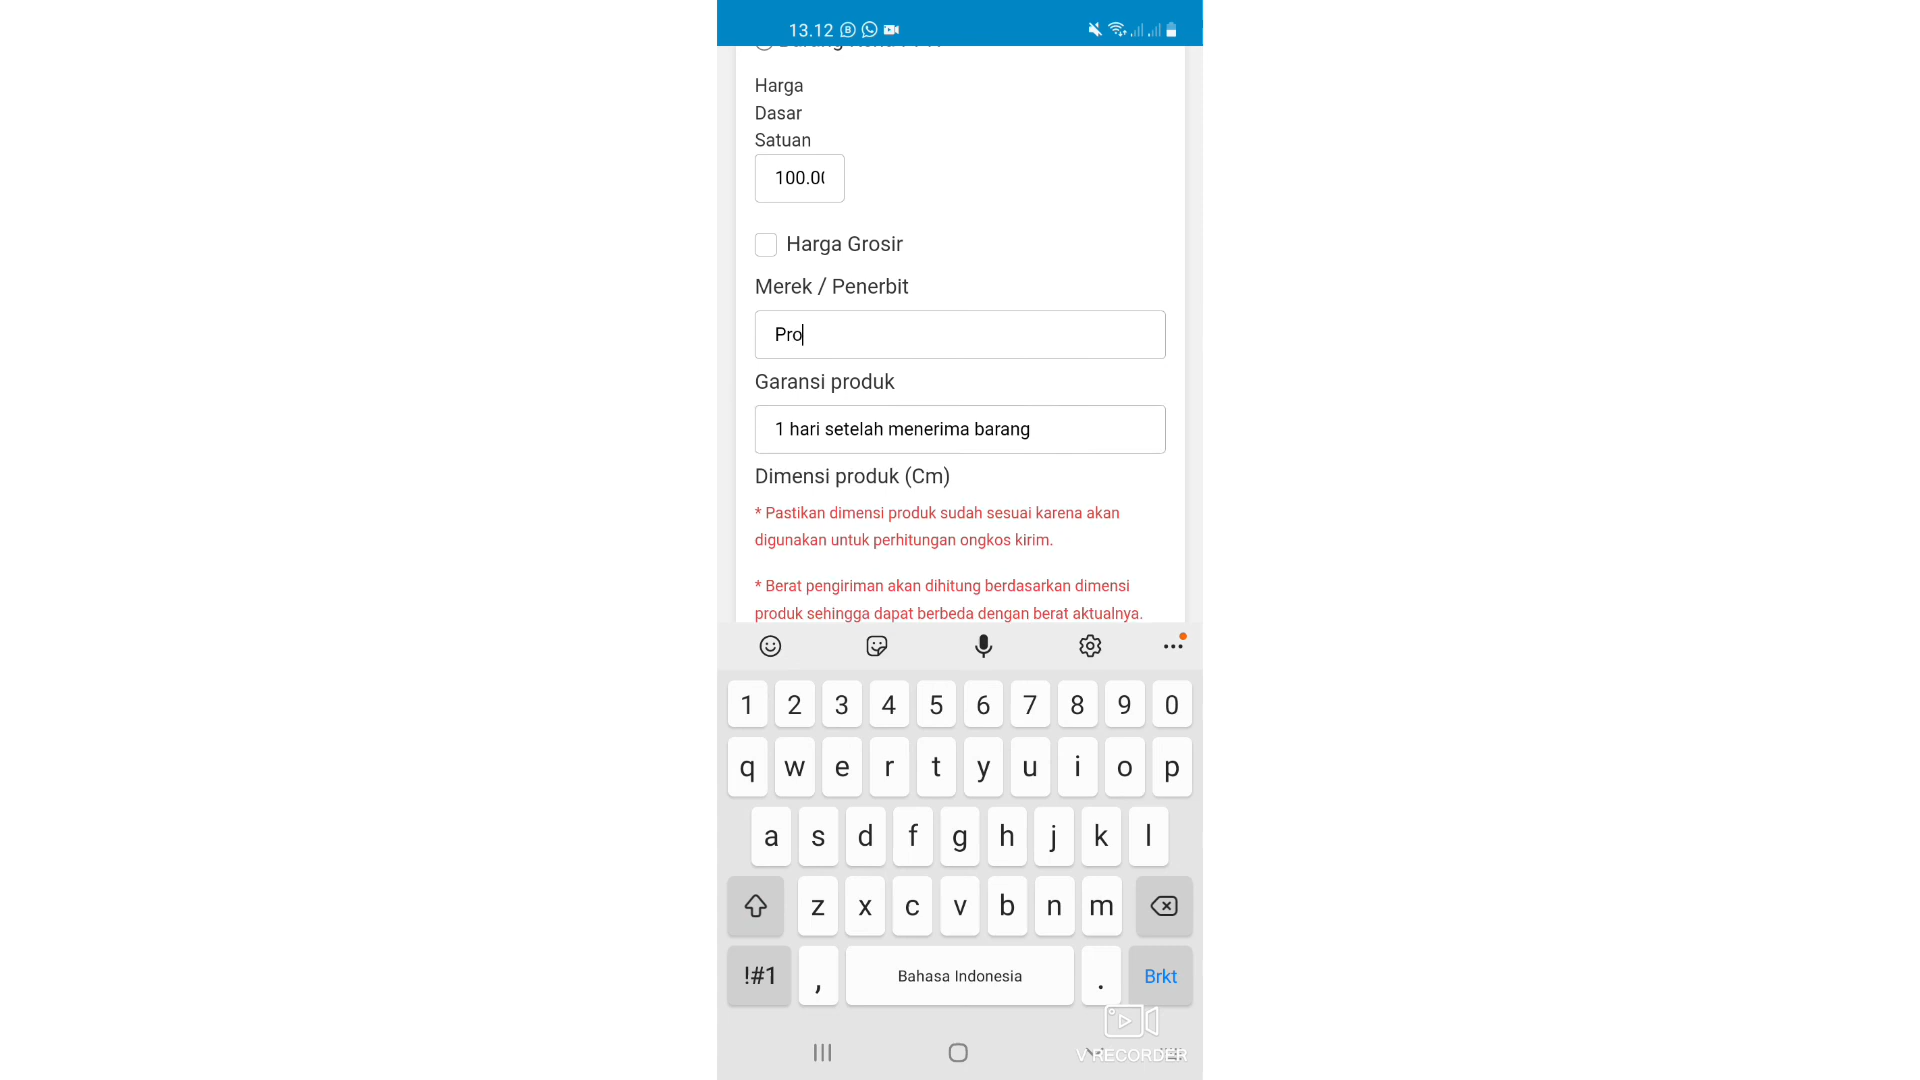 13.12
Harga
Dasar
Satuan
100.00
Harga Grosir
Merek / Penerbit
Pro
Garansi produk
1 hari setelah menerima barang
Dimensi produk (Cm)
* Pastikan dimensi produk sudah sesuai karena akan
digunakan untuk perhitungan ongkos kirim.
* Berat pengiriman akan dihitung berdasarkan dimensi
produk sehingga dapat berbeda dengan berat aktualnya.
1 2 3 4 5 6 7 8 9 0
q w e r t y u i o p
a s d f g h j k l
z x c v b n m
!#1 , Bahasa Indonesia . Brkt
V RECORDER